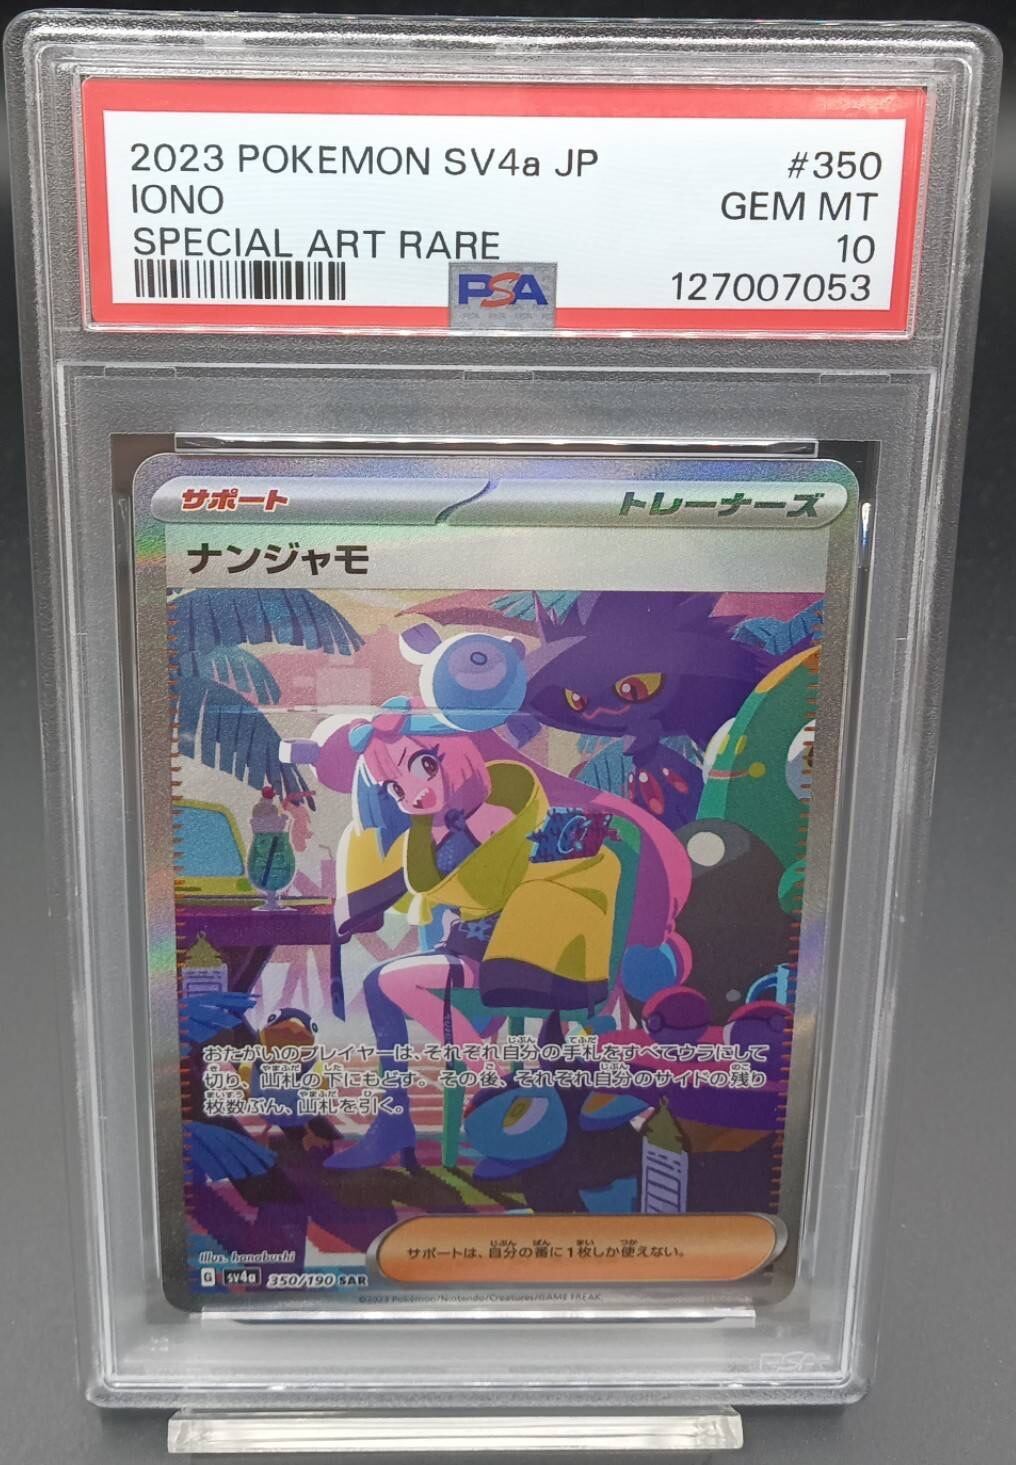 2023 POKEMON SV4a JP #350
IONO GEM MT
SPECIAL ART RARE 10
PSA 127007053
サポート トレーナーズ
ナンジャモ
おたがいのプレイヤーは、それぞれ自分の手札をすべてウラにして
切り、山札の下にもどす。その後、それぞれ自分のサイドの残り
枚数ぶん、山札を引く。
サポートは、自分の番に1枚しか使えない。
Illus. hanabushi
G sv4a 350/190 SAR
©2023 Pokémon/Nintendo/Creatures/GAME FREAK.
PSA